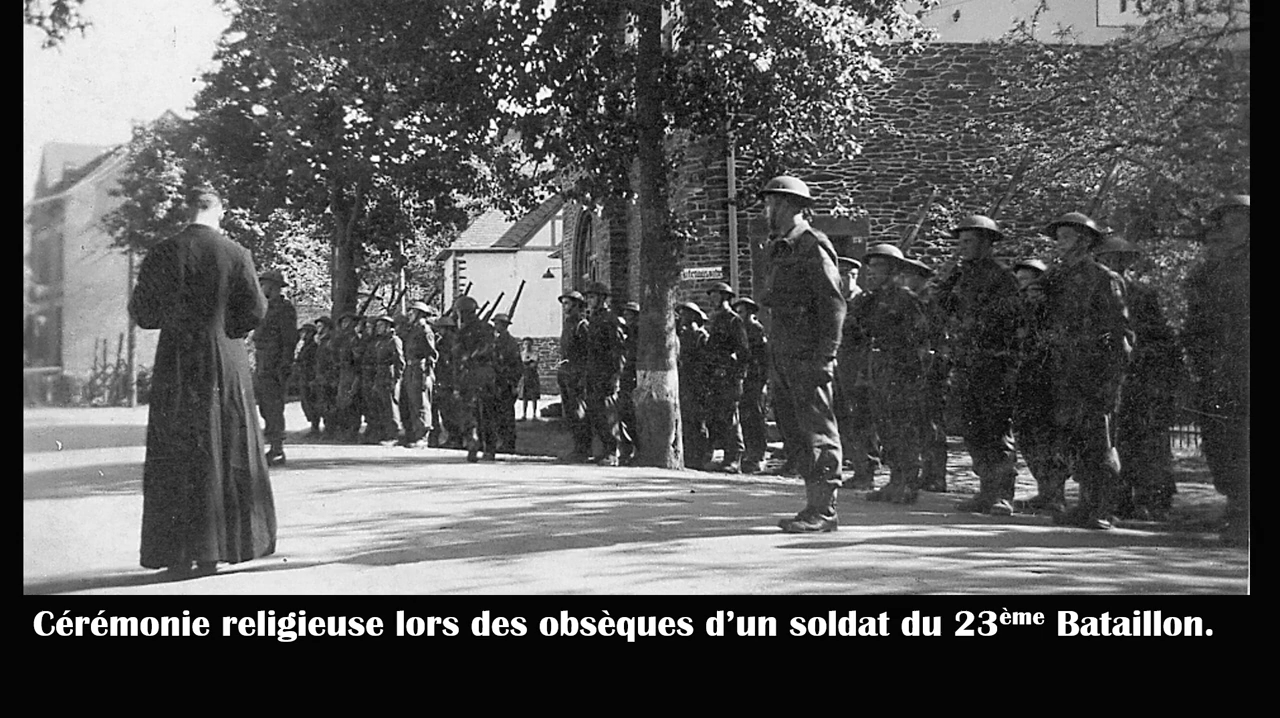 Cérémonie religieuse lors des obsèques d’un soldat du 23ème Bataillon.